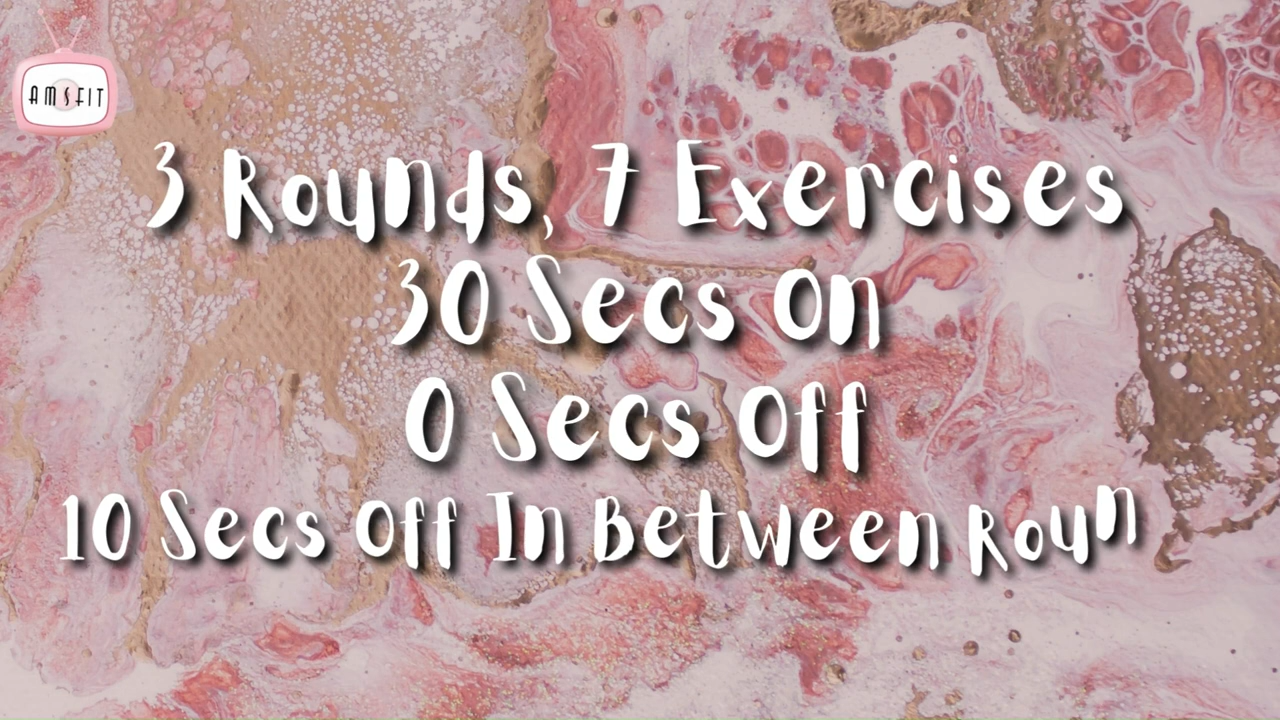 AMSFIT
3 Rounds, 7 Exercises
30 Secs On
0 Secs Off
10 Secs Off In Between Roun